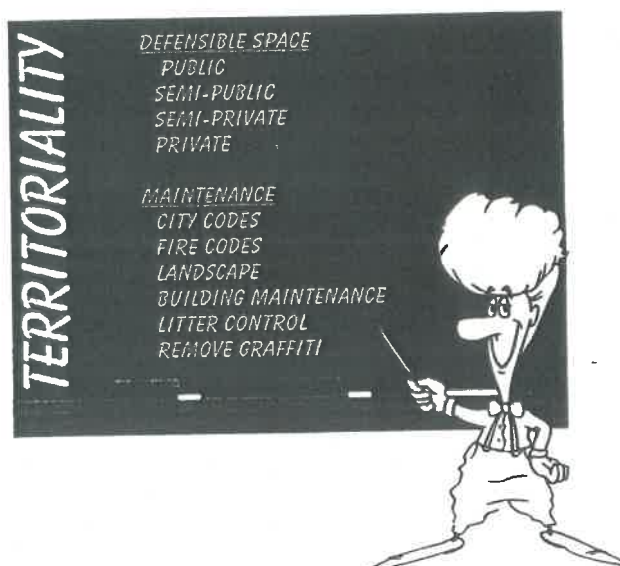 TERRITORIALITY
DEFENSIBLE SPACE
PUBLIC
SEMI-PUBLIC
SEMI-PRIVATE
PRIVATE
MAINTENANCE
CITY CODES
FIRE CODES
LANDSCAPE
BUILDING MAINTENANCE
LITTER CONTROL
REMOVE GRAFFITI